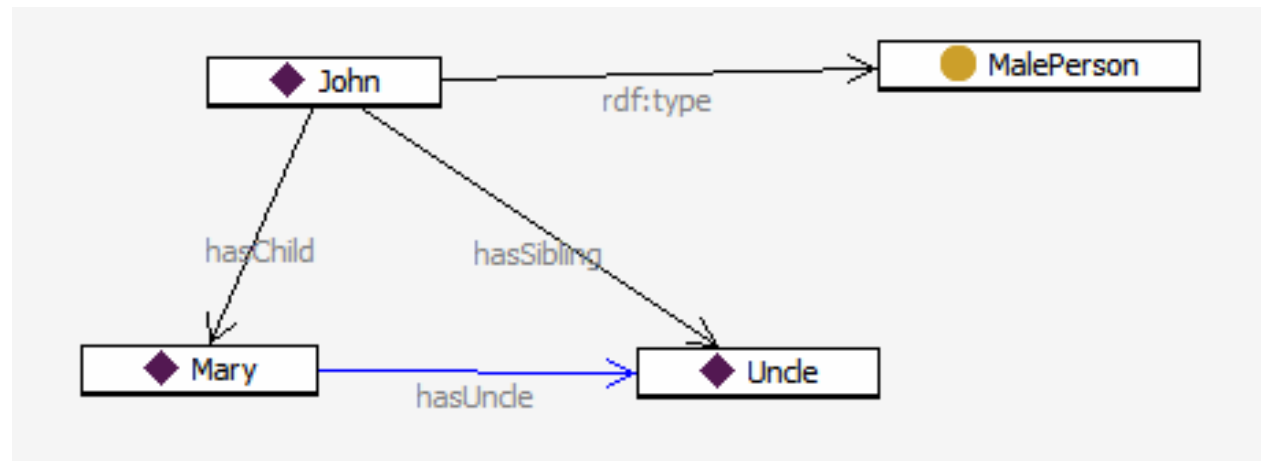 John
MalePerson
rdf:type
hasChild
hasSibling
Mary
Uncle
hasUncle